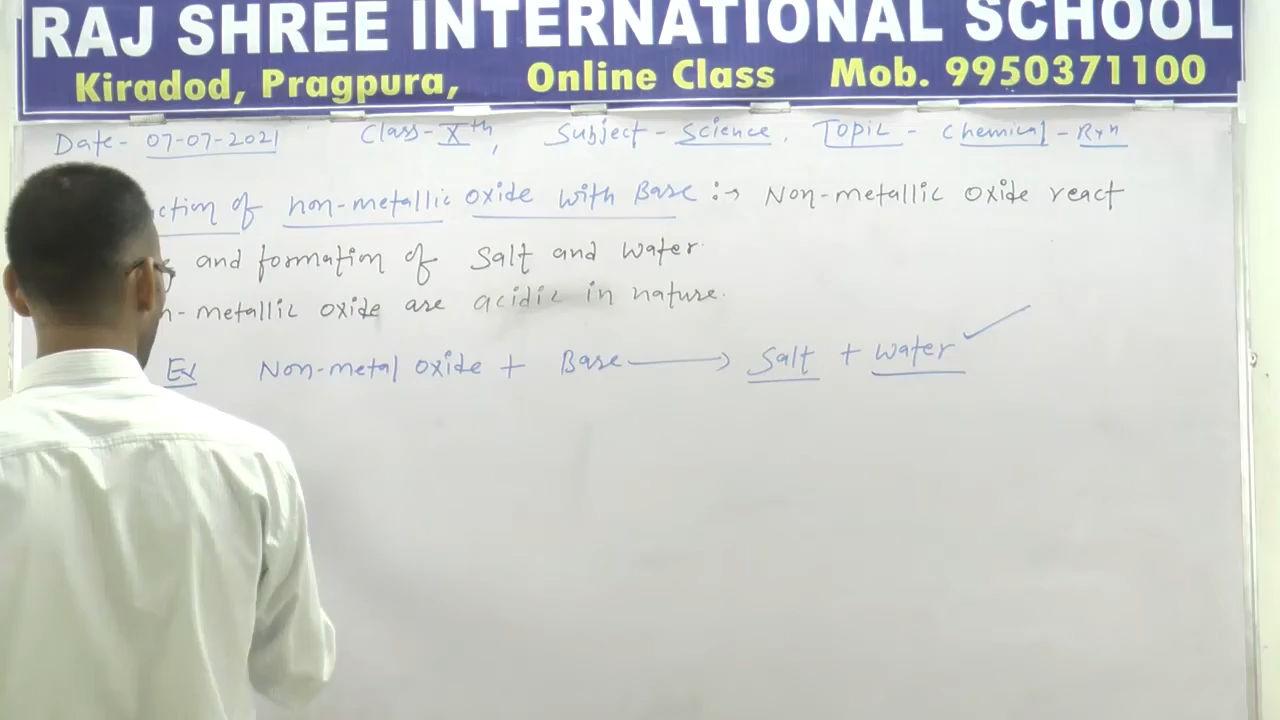 RAJ SHREE INTERNATIONAL SCHOOL
Kiradod, Pragpura, Online Class Mob. 9950371100
Date- 07-07-2021 Class- Xth, Subject - Science. Topic - Chemical - Rxn
ction of non-metallic oxide with Base :→ Non-metallic oxide react
and formation of Salt and water.
n-metallic oxide are acidic in nature.
Ex Non-metal oxide + Base → Salt + water ✓